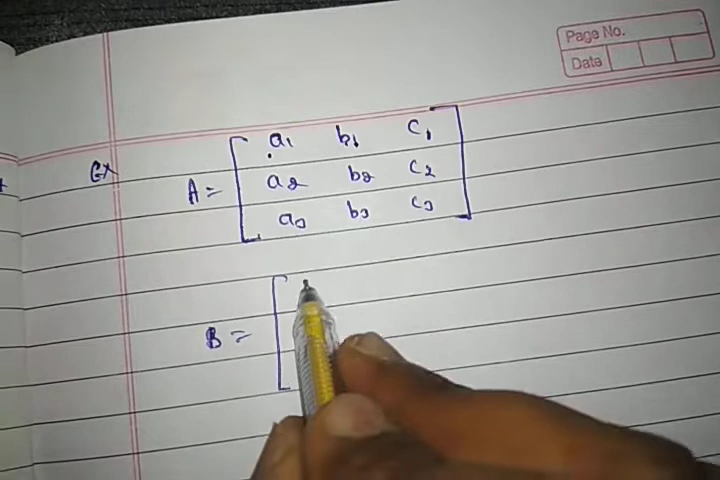 Page No.
Date
Ex
A = [ a1 b1 c1
a2 b2 c2
a3 b3 c3 ]
B = [